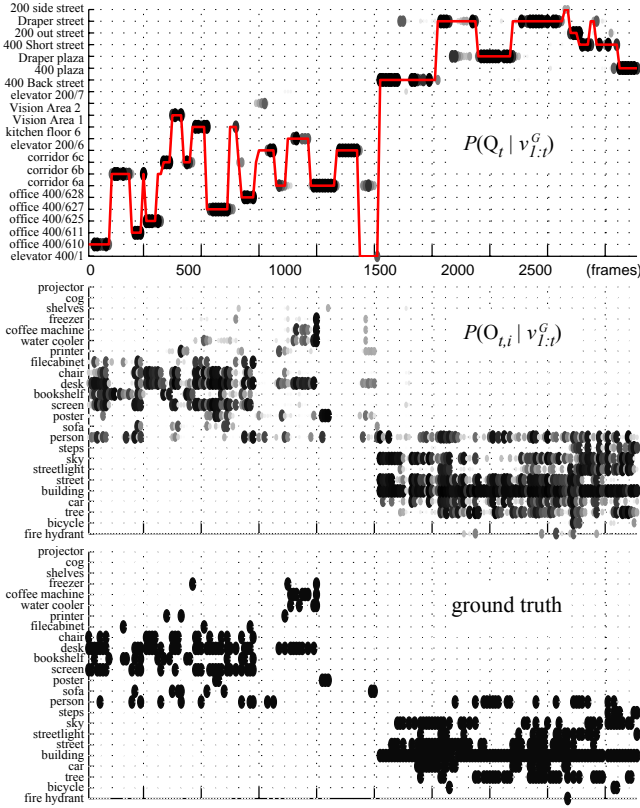 200 side street
Draper street
200 out street
400 Short street
Draper plaza
400 plaza
400 Back street
elevator 200/7
Vision Area 2
Vision Area 1
kitchen floor 6
elevator 200/6
corridor 6c
corridor 6b
corridor 6a
office 400/628
office 400/627
office 400/625
office 400/611
office 400/610
elevator 400/1
P(Q_t | v^G_{1:t})
0 500 1000 1500 2000 2500 (frames)
projector
cog
shelves
freezer
coffee machine
water cooler
printer
filecabinet
chair
desk
bookshelf
screen
poster
sofa
person
steps
sky
streetlight
street
building
car
tree
bicycle
fire hydrant
P(O_{t,i} | v^G_{1:t})
projector
cog
shelves
freezer
coffee machine
water cooler
printer
filecabinet
chair
desk
bookshelf
screen
poster
sofa
person
steps
sky
streetlight
street
building
car
tree
bicycle
fire hydrant
ground truth